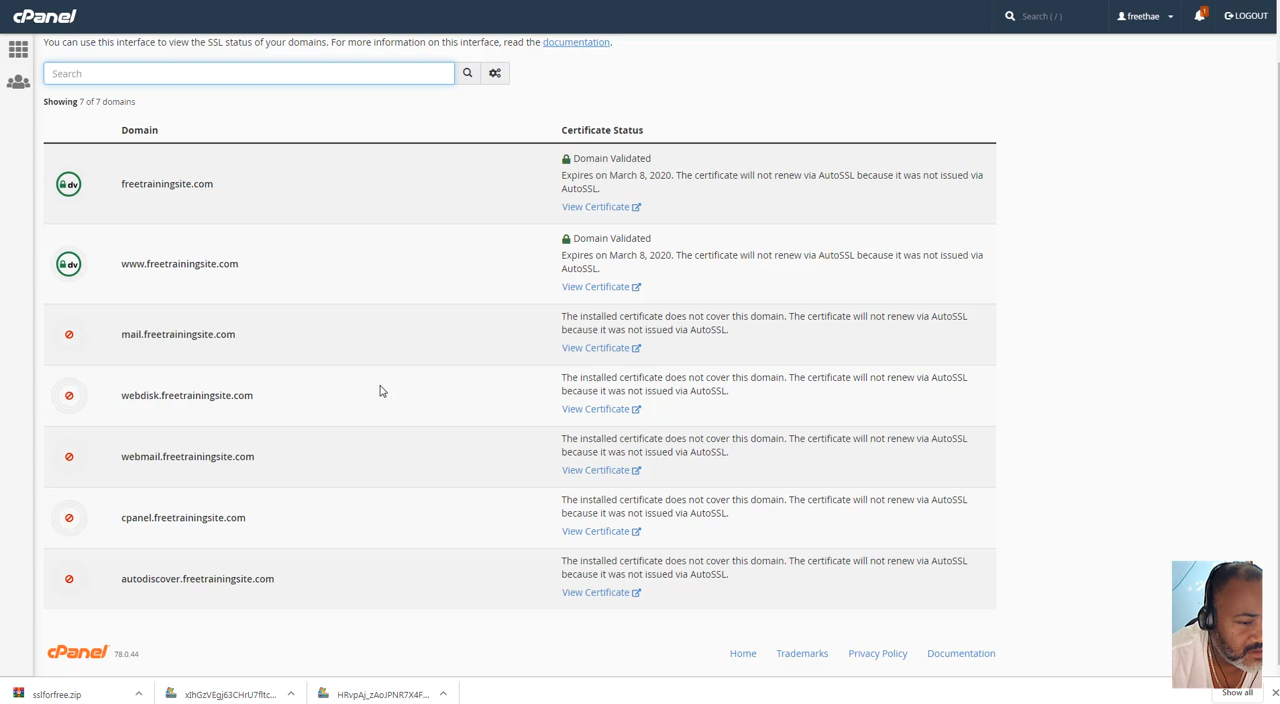 cPanel
Search ( / )
freethae
1
LOGOUT
You can use this interface to view the SSL status of your domains. For more information on this interface, read the documentation.
Search
Showing 7 of 7 domains
Domain
Certificate Status
dv
freetrainingsite.com
Domain Validated
Expires on March 8, 2020. The certificate will not renew via AutoSSL because it was not issued via
AutoSSL.
View Certificate
dv
www.freetrainingsite.com
Domain Validated
Expires on March 8, 2020. The certificate will not renew via AutoSSL because it was not issued via
AutoSSL.
View Certificate
mail.freetrainingsite.com
The installed certificate does not cover this domain. The certificate will not renew via AutoSSL
because it was not issued via AutoSSL.
View Certificate
webdisk.freetrainingsite.com
The installed certificate does not cover this domain. The certificate will not renew via AutoSSL
because it was not issued via AutoSSL.
View Certificate
webmail.freetrainingsite.com
The installed certificate does not cover this domain. The certificate will not renew via AutoSSL
because it was not issued via AutoSSL.
View Certificate
cpanel.freetrainingsite.com
The installed certificate does not cover this domain. The certificate will not renew via AutoSSL
because it was not issued via AutoSSL.
View Certificate
autodiscover.freetrainingsite.com
The installed certificate does not cover this domain. The certificate will not renew via AutoSSL
because it was not issued via AutoSSL.
View Certificate
cPanel 78.0.44
Home
Trademarks
Privacy Policy
Documentation
sslforfree.zip
HRvpAj_zAoJPNR7X4F...
Show all